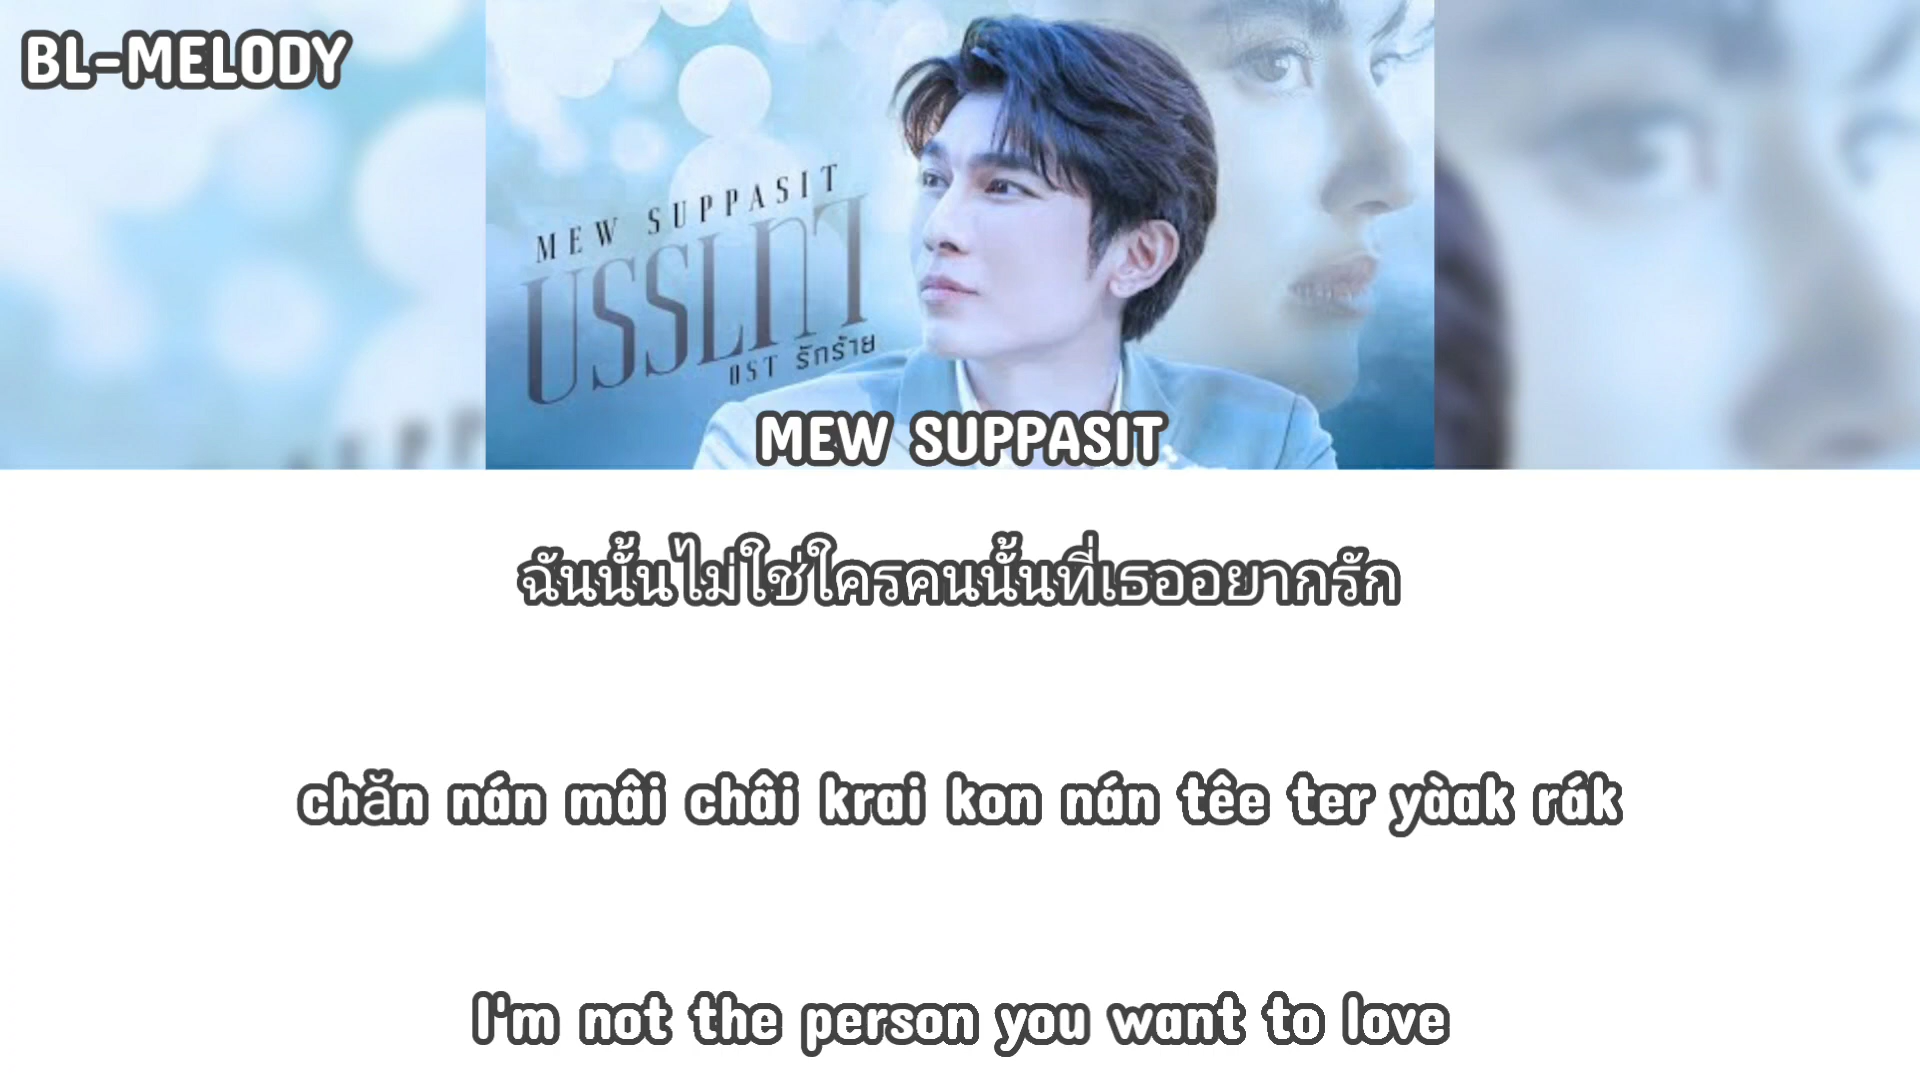 BL-MELODY
MEW SUPPASIT
บรรเทา
OST รักร้าย
MEW SUPPASIT
ฉันนั้นไม่ใช่ใครคนนั้นที่เธออยากรัก
chăn nán mâi châi krai kon nán têe ter yàak rák
I'm not the person you want to love